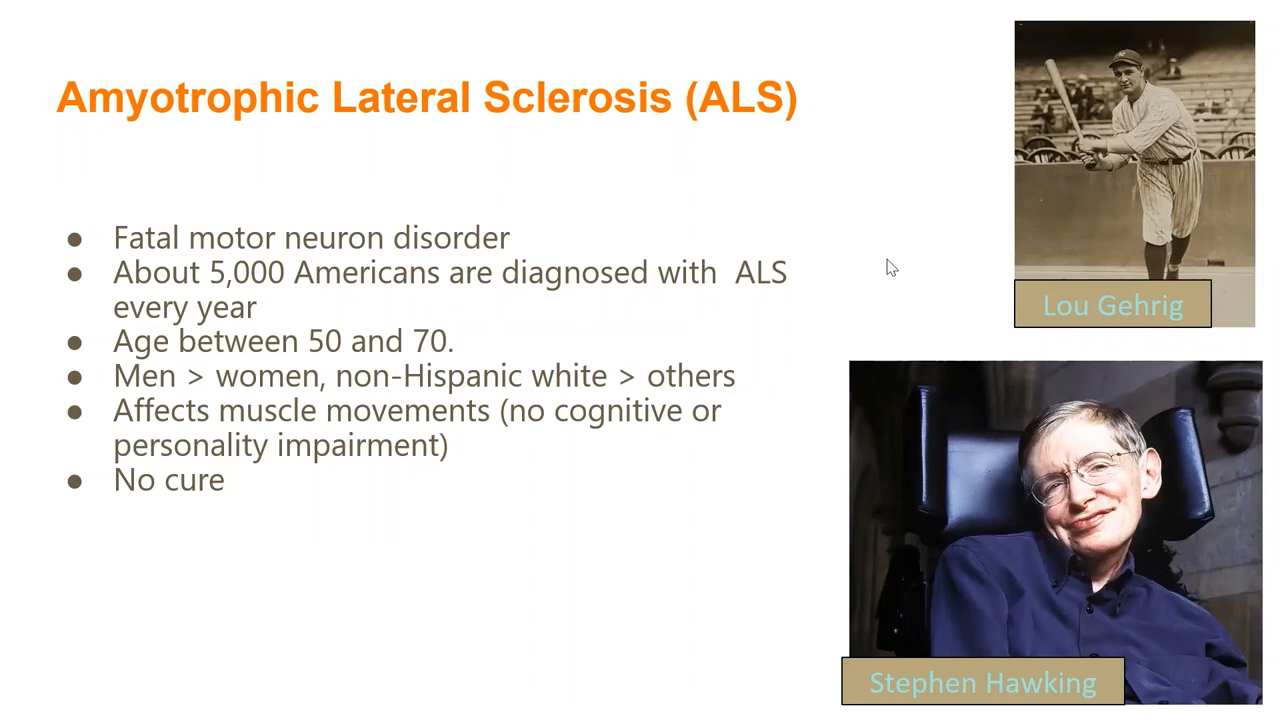 Amyotrophic Lateral Sclerosis (ALS)
● Fatal motor neuron disorder
● About 5,000 Americans are diagnosed with  ALS
every year
● Age between 50 and 70.
● Men > women, non-Hispanic white > others
● Affects muscle movements (no cognitive or
personality impairment)
● No cure
Lou Gehrig
Stephen Hawking